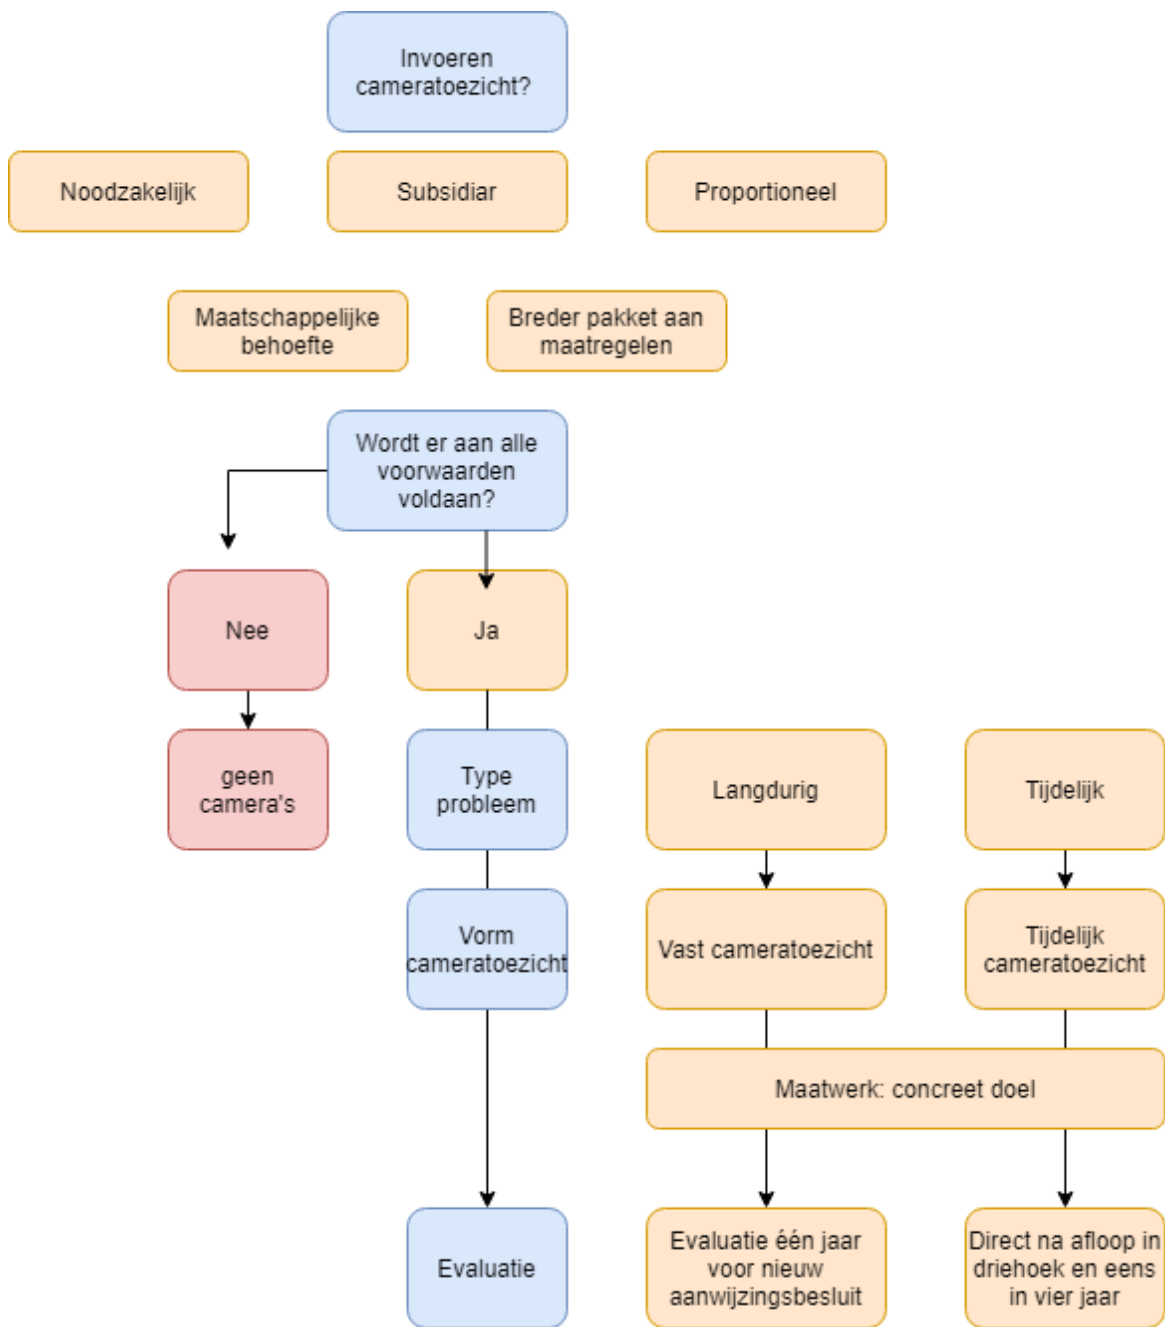 Invoeren
cameratoezicht?
Noodzakelijk
Subsidiar
Proportioneel
Maatschappelijke
behoefte
Breder pakket aan
maatregelen
Wordt er aan alle
voorwaarden
voldaan?
Nee
Ja
geen
camera's
Type
probleem
Langdurig
Tijdelijk
Vorm
cameratoezicht
Vast cameratoezicht
Tijdelijk
cameratoezicht
Maatwerk: concreet doel
Evaluatie
Evaluatie één jaar
voor nieuw
aanwijzingsbesluit
Direct na afloop in
driehoek en eens
in vier jaar